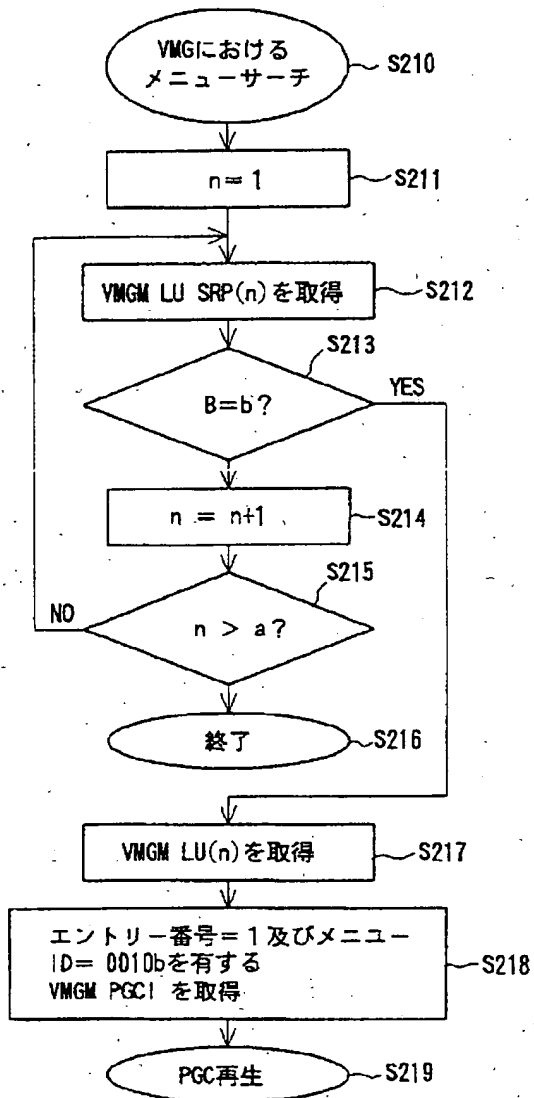 VMGにおける
メニューサーチ
S210
n=1
S211
VMGM LU SRP(n)を取得
S212
S213
B=b?
YES
n = n+1
S214
S215
NO
n > a?
終了
S216
VMGM LU(n)を取得
S217
エントリー番号=1及びメニュー
ID=0010bを有する
VMGM PGCI を取得
S218
PGC再生
S219